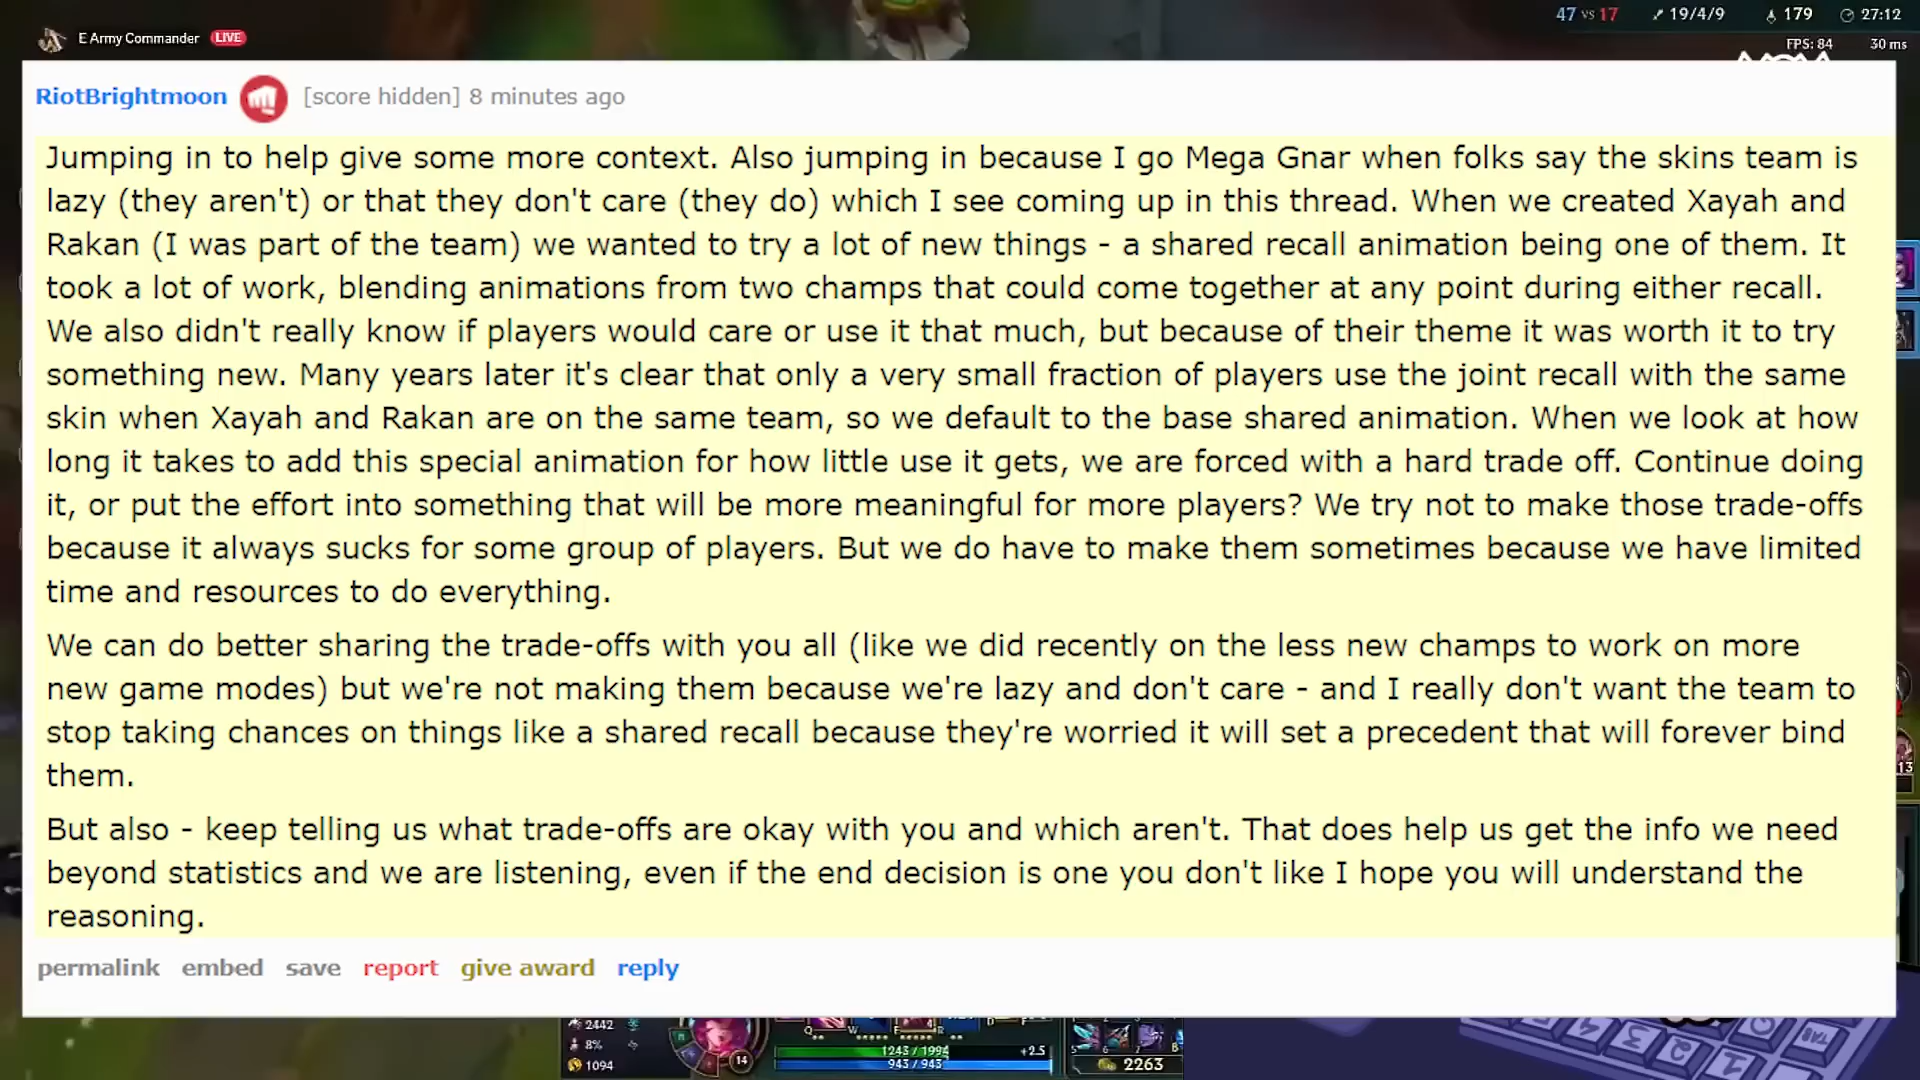 47 vs 17 19/4/9 179 27:12
E Army Commander LIVE
FPS: 84 30 ms
RiotBrightmoon [score hidden] 8 minutes ago
Jumping in to help give some more context. Also jumping in because I go Mega Gnar when folks say the skins team is
lazy (they aren't) or that they don't care (they do) which I see coming up in this thread. When we created Xayah and
Rakan (I was part of the team) we wanted to try a lot of new things - a shared recall animation being one of them. It
took a lot of work, blending animations from two champs that could come together at any point during either recall.
We also didn't really know if players would care or use it that much, but because of their theme it was worth it to try
something new. Many years later it's clear that only a very small fraction of players use the joint recall with the same
skin when Xayah and Rakan are on the same team, so we default to the base shared animation. When we look at how
long it takes to add this special animation for how little use it gets, we are forced with a hard trade off. Continue doing
it, or put the effort into something that will be more meaningful for more players? We try not to make those trade-offs
because it always sucks for some group of players. But we do have to make them sometimes because we have limited
time and resources to do everything.
We can do better sharing the trade-offs with you all (like we did recently on the less new champs to work on more
new game modes) but we're not making them because we're lazy and don't care - and I really don't want the team to
stop taking chances on things like a shared recall because they're worried it will set a precedent that will forever bind
them.
But also - keep telling us what trade-offs are okay with you and which aren't. That does help us get the info we need
beyond statistics and we are listening, even if the end decision is one you don't like I hope you will understand the
reasoning.
permalink embed save report give award reply
13
2442
8%
1094
14
Q W E R D F
1243 / 1994 +2.5
943 / 943
5 6 7 B
2263